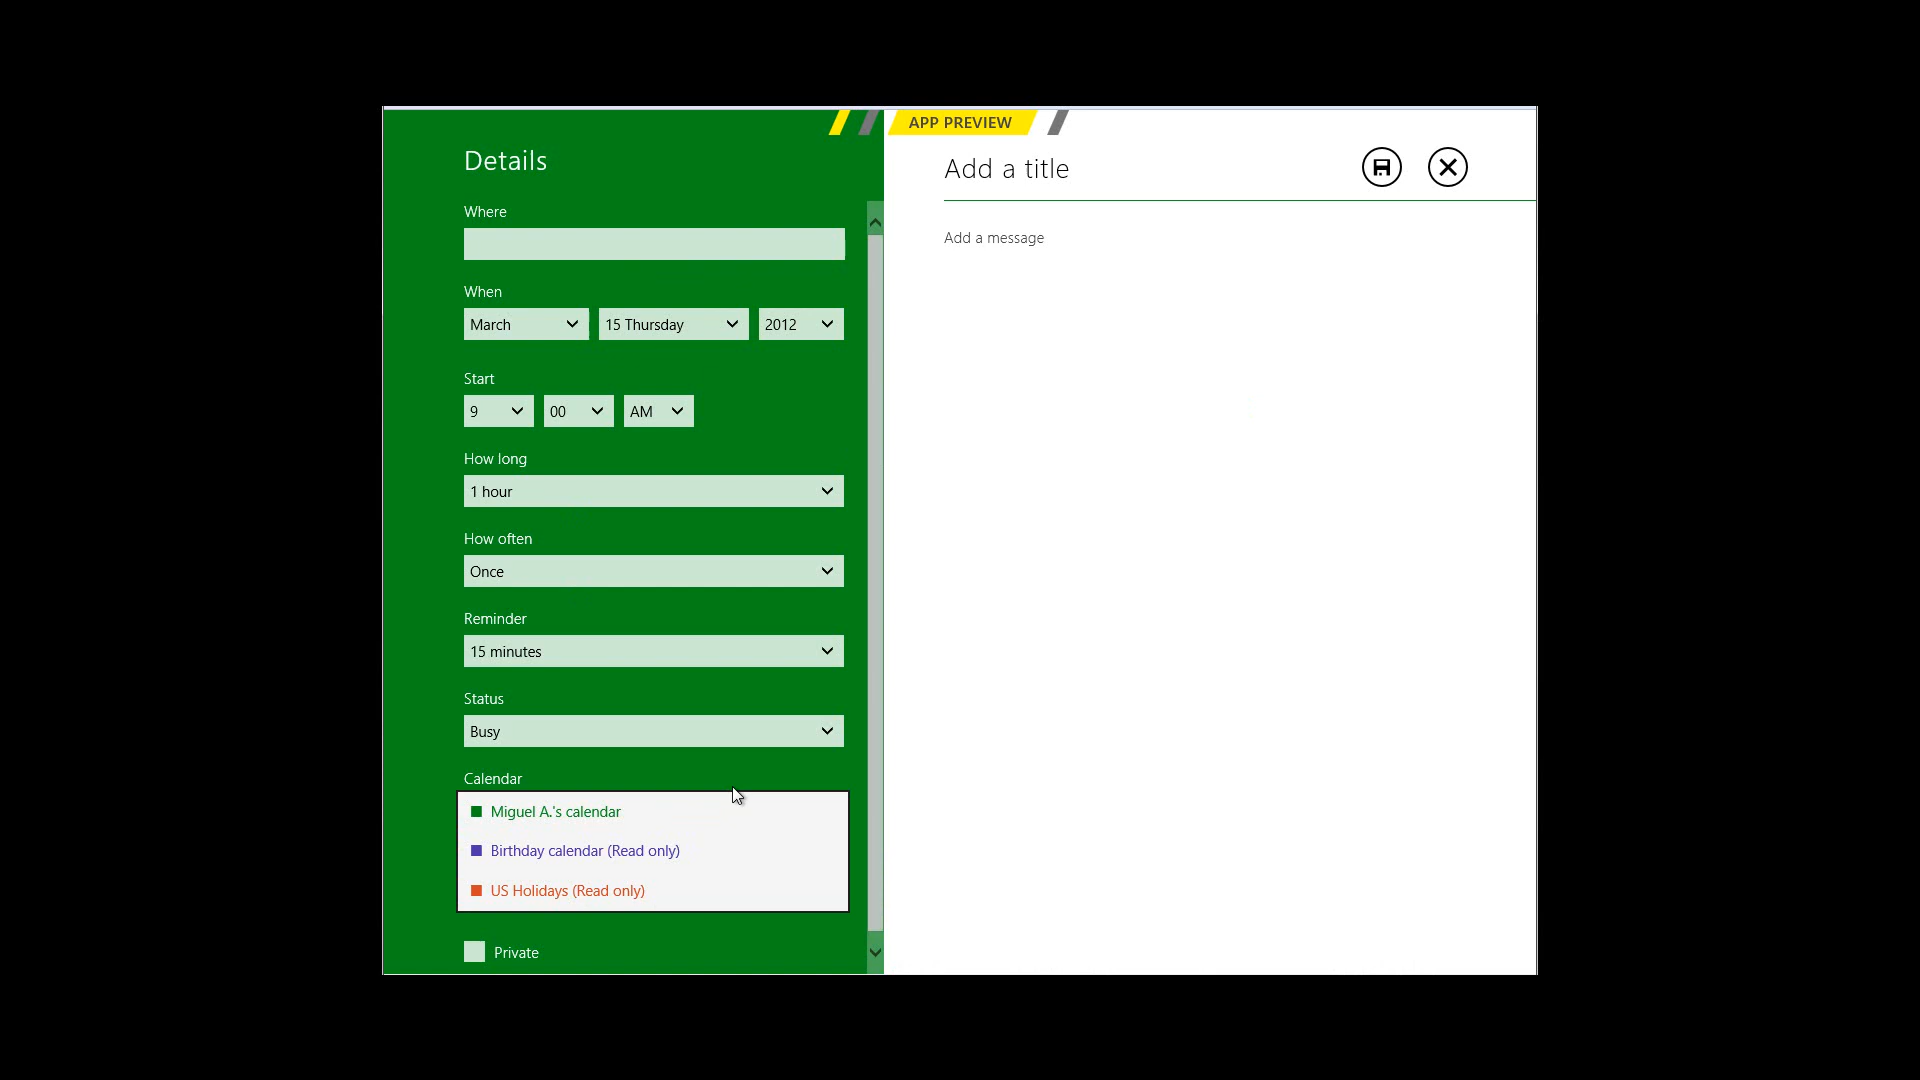 APP PREVIEW
Details
Where
When
March 15 Thursday 2012
Start
9 00 AM
How long
1 hour
How often
Once
Reminder
15 minutes
Status
Busy
Calendar
Miguel A.'s calendar
Birthday calendar (Read only)
US Holidays (Read only)
Private
Add a title
Add a message